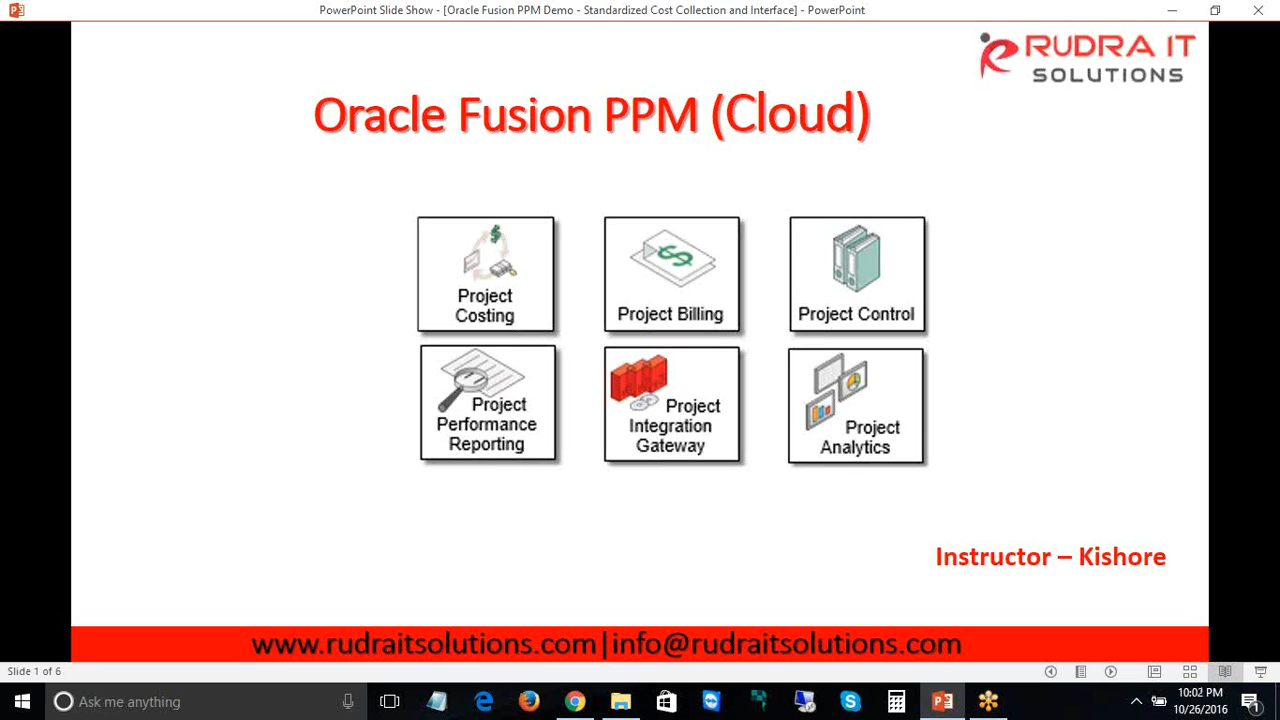 PowerPoint Slide Show - [Oracle Fusion PPM Demo - Standardized Cost Collection and Interface] - PowerPoint
RUDRA IT
SOLUTIONS
Oracle Fusion PPM (Cloud)
Project
Costing
Project Billing
Project Control
Project
Performance
Reporting
Project
Integration
Gateway
Project
Analytics
Instructor – Kishore
www.rudraitsolutions.com|info@rudraitsolutions.com
Slide 1 of 6
Ask me anything
10:02 PM
10/26/2016
1